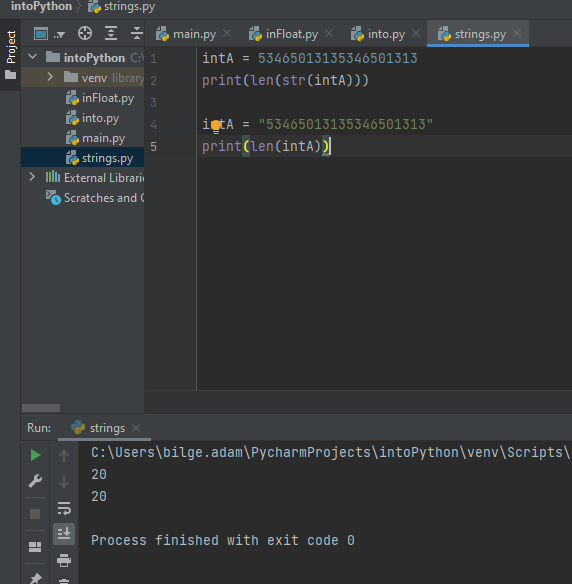 intoPython strings.py
Project
main.py inFloat.py into.py strings.py
intoPython C:\
venv library
inFloat.py
into.py
main.py
strings.py
External Librari
Scratches and C
1 intA = 53465013135346501313
2 print(len(str(intA)))
3
4 intA = "53465013135346501313"
5 print(len(intA))
Run: strings
C:\Users\bilge.adam\PycharmProjects\intoPython\venv\Scripts\
20
20
Process finished with exit code 0